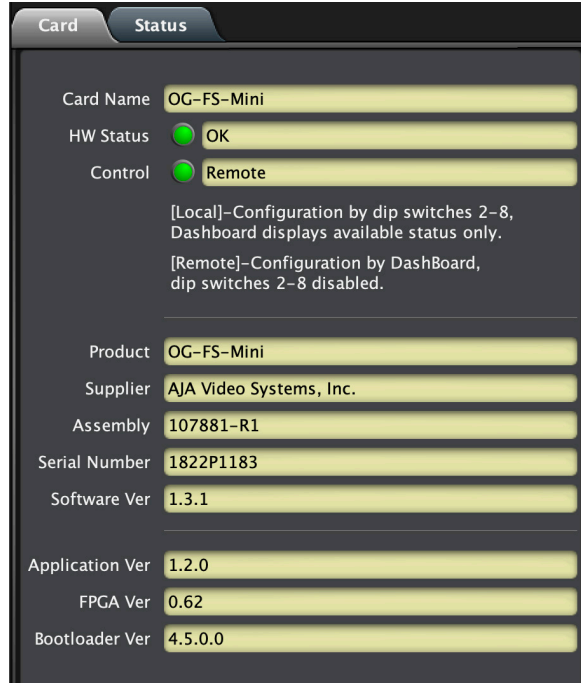 Card Status
Card Name OG-FS-Mini
HW Status OK
Control Remote
[Local]-Configuration by dip switches 2-8,
Dashboard displays available status only.
[Remote]-Configuration by DashBoard,
dip switches 2-8 disabled.
Product OG-FS-Mini
Supplier AJA Video Systems, Inc.
Assembly 107881-R1
Serial Number 1822P1183
Software Ver 1.3.1
Application Ver 1.2.0
FPGA Ver 0.62
Bootloader Ver 4.5.0.0